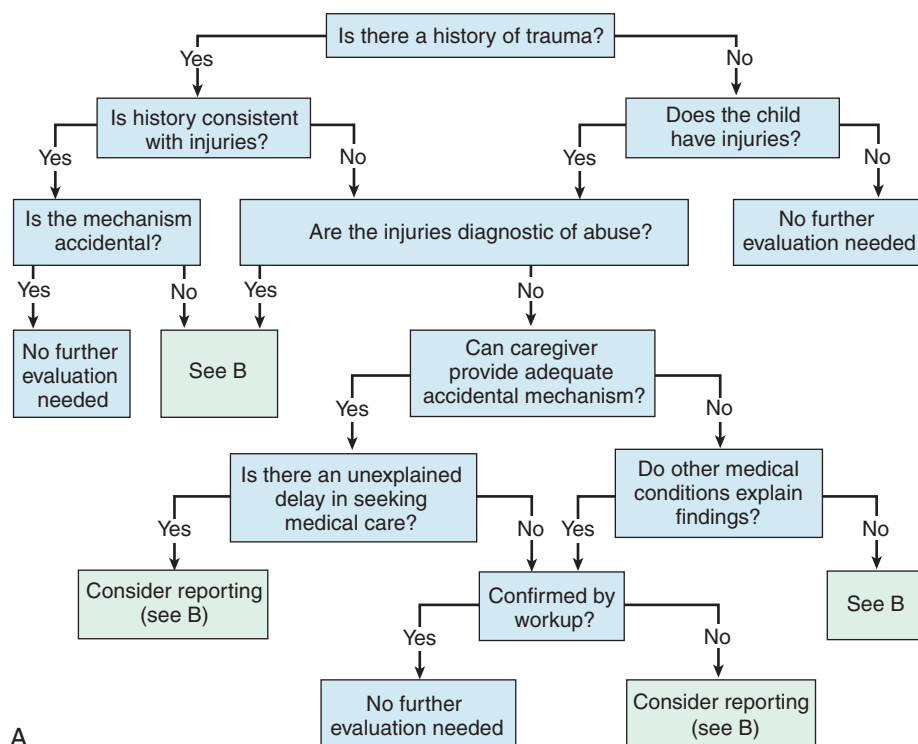 Is there a history of trauma?
Yes
No
Is history consistent
with injuries?
Does the child
have injuries?
Yes
No
Yes
No
Is the mechanism
accidental?
Are the injuries diagnostic of abuse?
No further
evaluation needed
Yes
No
Yes
No
No further
evaluation
needed
See B
Can caregiver
provide adequate
accidental mechanism?
Yes
No
Is there an unexplained
delay in seeking
medical care?
Do other medical
conditions explain
findings?
Yes
No
Yes
No
Consider reporting
(see B)
Confirmed by
workup?
See B
Yes
No
No further
evaluation needed
Consider reporting
(see B)
A